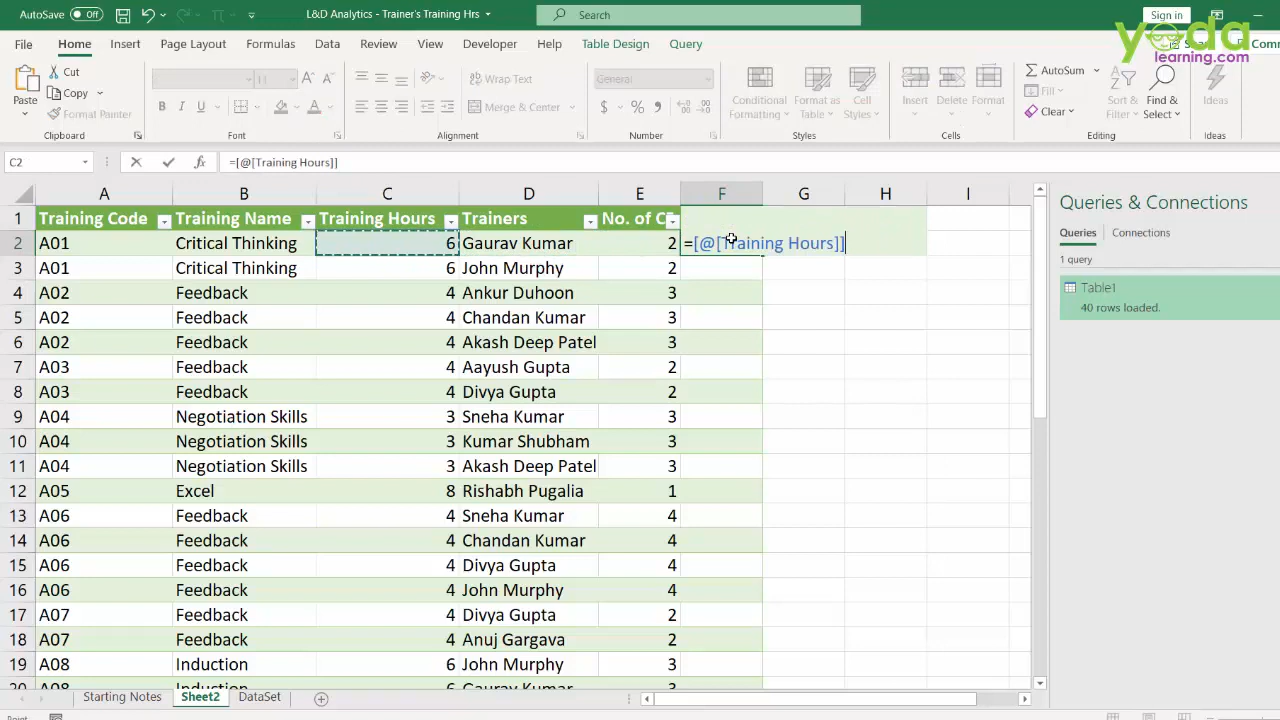 AutoSave Off L&D Analytics - Trainer's Training Hrs Search Sign in
yoda
learning.com
File Home Insert Page Layout Formulas Data Review View Developer Help Table Design Query
Paste Cut Copy Format Painter
Wrap Text Merge & Center
General
Conditional Formatting Format as Table Cell Styles
Insert Delete Format
AutoSum Fill Clear Sort & Filter Find & Select Ideas
Clipboard Font Alignment Number Styles Cells Editing Ideas
C2 =[@[Training Hours]]
A B C D E F G H I
1 Training Code Training Name Training Hours Trainers No. of
2 A01 Critical Thinking 6 Gaurav Kumar 2 =[@[Training Hours]]
3 A01 Critical Thinking 6 John Murphy 2
4 A02 Feedback 4 Ankur Duhoon 3
5 A02 Feedback 4 Chandan Kumar 3
6 A02 Feedback 4 Akash Deep Patel 3
7 A03 Feedback 4 Aayush Gupta 2
8 A03 Feedback 4 Divya Gupta 2
9 A04 Negotiation Skills 3 Sneha Kumar 3
10 A04 Negotiation Skills 3 Kumar Shubham 3
11 A04 Negotiation Skills 3 Akash Deep Patel 3
12 A05 Excel 8 Rishabh Pugalia 1
13 A06 Feedback 4 Sneha Kumar 4
14 A06 Feedback 4 Chandan Kumar 4
15 A06 Feedback 4 Divya Gupta 4
16 A06 Feedback 4 John Murphy 4
17 A07 Feedback 4 Divya Gupta 2
18 A07 Feedback 4 Anuj Gargava 2
19 A08 Induction 6 John Murphy 3
20 A08 Induction 6 Gaurav Kumar 3
Starting Notes Sheet2 DataSet
Point
Queries & Connections
Queries Connections
1 query
Table1
40 rows loaded.